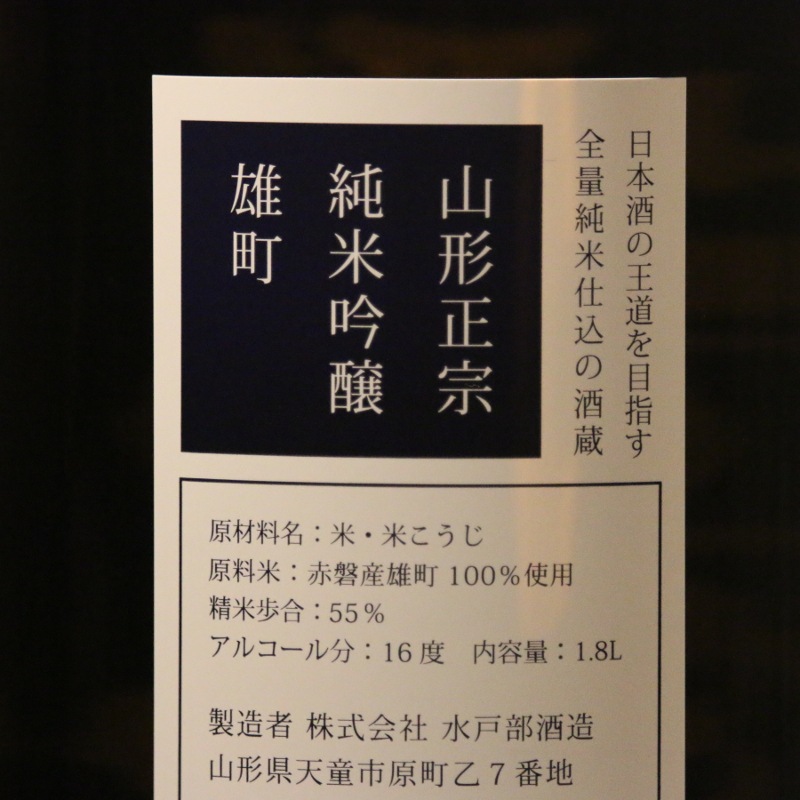 日本酒の王道を目指す
全量純米仕込の酒蔵
山形正宗
純米吟醸
雄町
原材料名：米・米こうじ
原料米：赤磐産雄町 100％使用
精米歩合：55％
アルコール分：16度　内容量：1.8L
製造者 株式会社 水戸部酒造
山形県天童市原町乙7番地